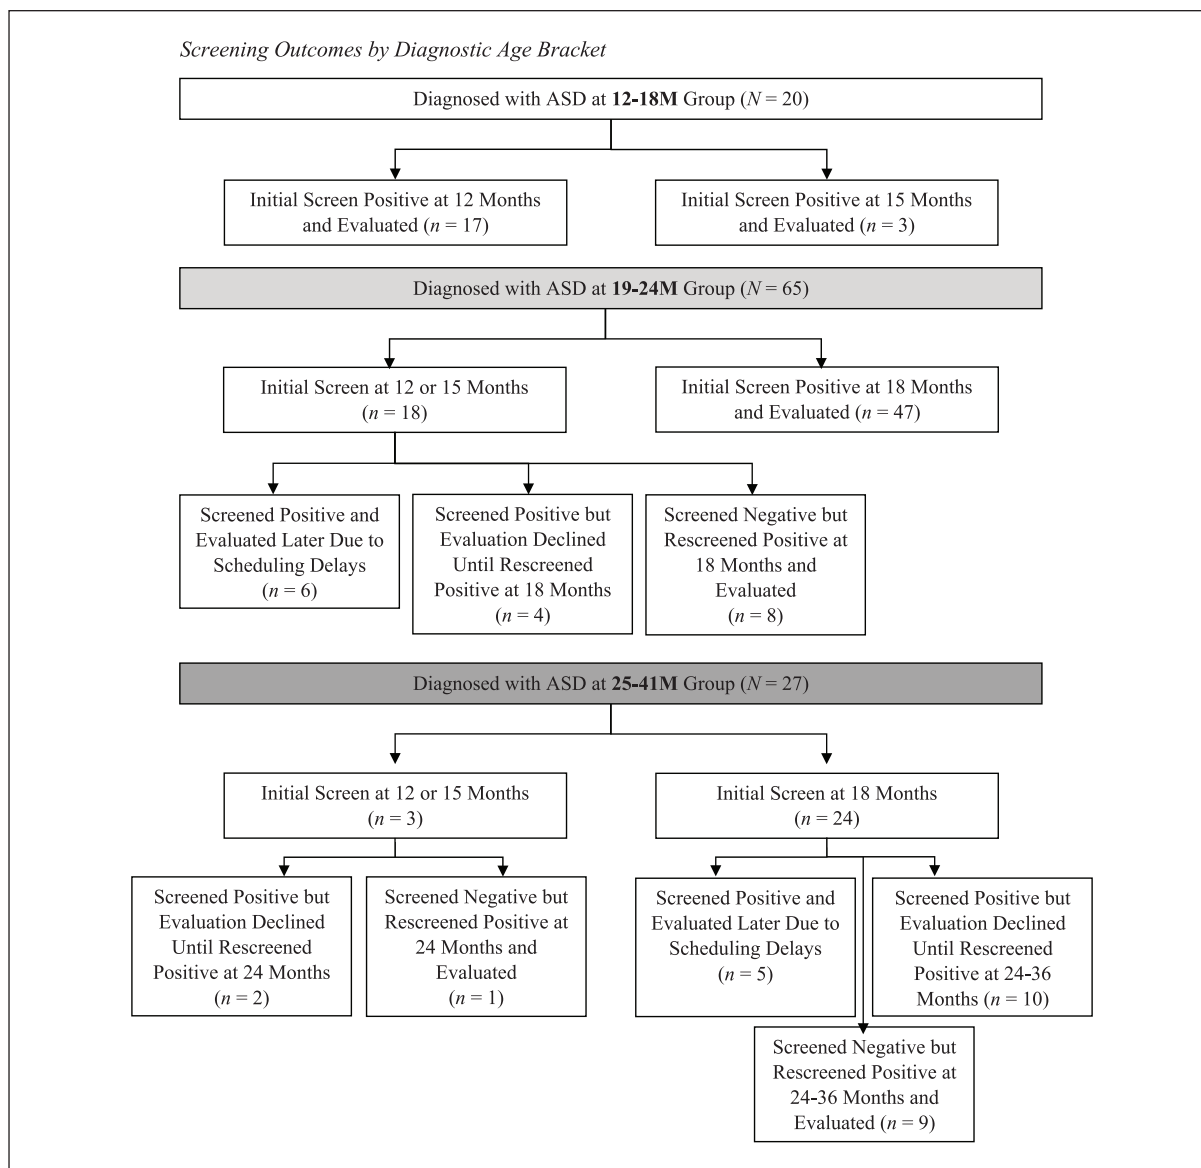 Screening Outcomes by Diagnostic Age Bracket
Diagnosed with ASD at 12-18M Group (N = 20)
Initial Screen Positive at 12 Months
and Evaluated (n = 17)
Initial Screen Positive at 15 Months
and Evaluated (n = 3)
Diagnosed with ASD at 19-24M Group (N = 65)
Initial Screen at 12 or 15 Months
(n = 18)
Initial Screen Positive at 18 Months
and Evaluated (n = 47)
Screened Positive and
Evaluated Later Due to
Scheduling Delays
(n = 6)
Screened Positive but
Evaluation Declined
Until Rescreened
Positive at 18 Months
(n = 4)
Screened Negative but
Rescreened Positive at
18 Months and
Evaluated
(n = 8)
Diagnosed with ASD at 25-41M Group (N = 27)
Initial Screen at 12 or 15 Months
(n = 3)
Initial Screen at 18 Months
(n = 24)
Screened Positive but
Evaluation Declined
Until Rescreened
Positive at 24 Months
(n = 2)
Screened Negative but
Rescreened Positive at
24 Months and
Evaluated
(n = 1)
Screened Positive and
Evaluated Later Due to
Scheduling Delays
(n = 5)
Screened Positive but
Evaluation Declined
Until Rescreened
Positive at 24-36
Months (n = 10)
Screened Negative but
Rescreened Positive at
24-36 Months and
Evaluated (n = 9)